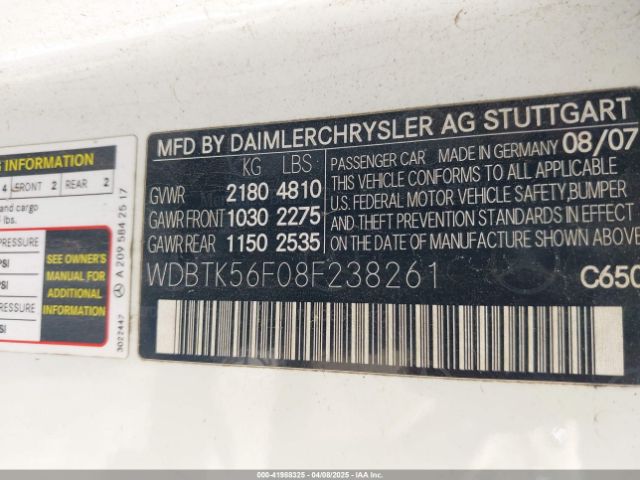 MFD BY DAIMLERCHRYSLER AG STUTTGART
KG LBS
GVWR 2180 4810
GAWR FRONT 1030 2275
GAWR REAR 1150 2535
PASSENGER CAR MADE IN GERMANY 08/07
THIS VEHICLE CONFORMS TO ALL APPLICABLE
U.S. FEDERAL MOTOR VEHICLE SAFETY, BUMPER
AND THEFT PREVENTION STANDARDS IN EFFECT
ON THE DATE OF MANUFACTURE SHOWN ABOVE
WDBTK56F08F238261
C650
G INFORMATION
4 FRONT 2 REAR 2
and cargo
lbs.
PRESSURE
PSI
PRESSURE
PSI
PRESSURE
SI
SEE OWNER'S
MANUAL FOR
ADDITIONAL
INFORMATION
A 209 584 25 17
3022447
000-41988325 - 04/08/2025 - IAAI